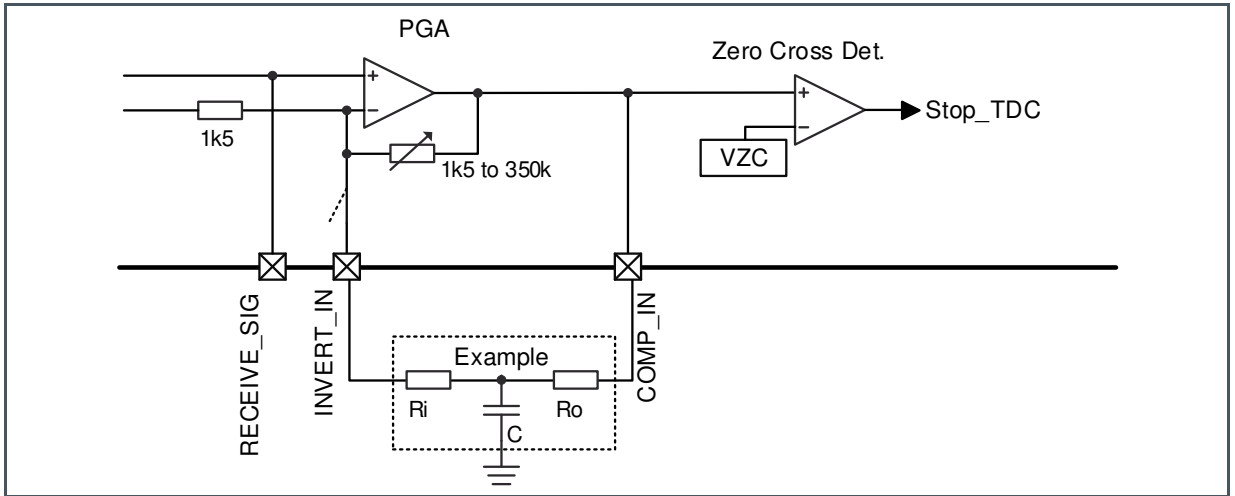 PGA
Zero Cross Det.
+
−
1k5
+
−
Stop_TDC
VZC
1k5 to 350k
RECEIVE_SIG
INVERT_IN
COMP_IN
Example
Ri
Ro
C